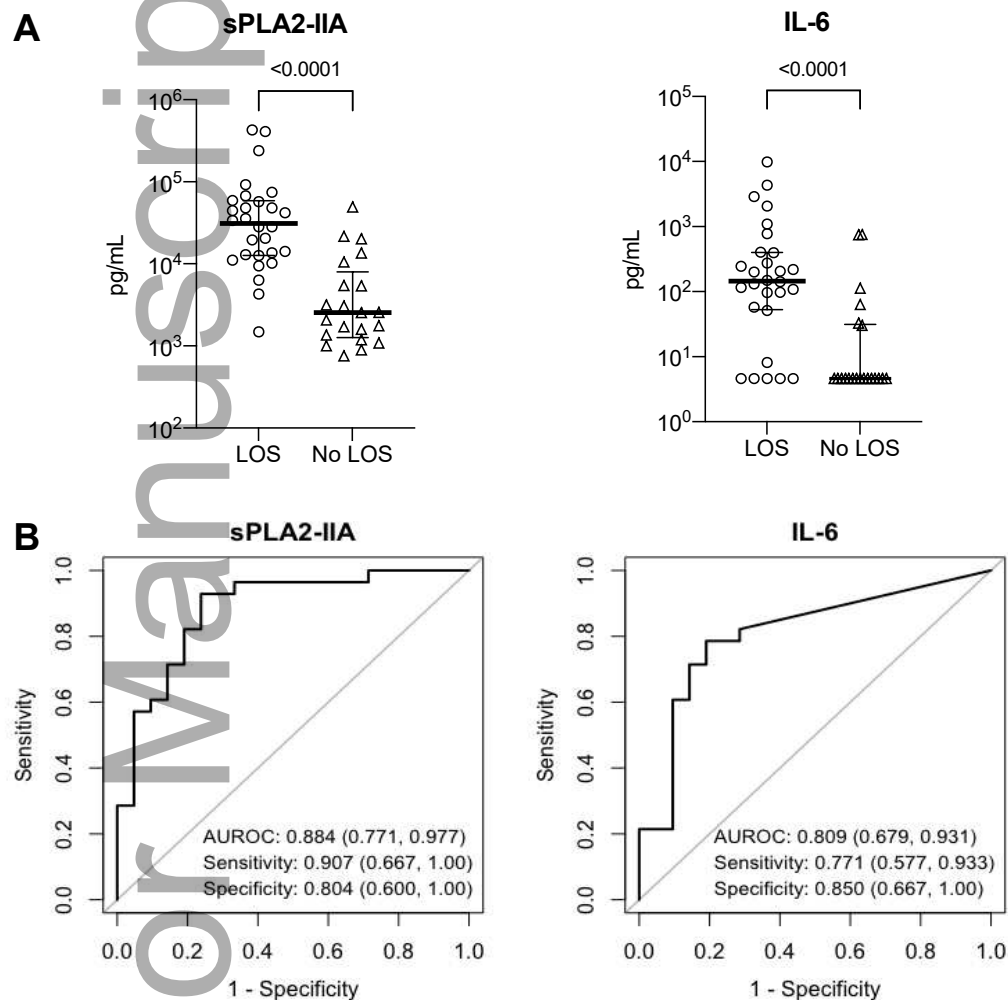 A
sPLA2-IIA
<0.0001
10⁶
10⁵
10⁴
10³
10²
pg/mL
LOS No LOS
IL-6
<0.0001
10⁵
10⁴
10³
10²
10¹
10⁰
pg/mL
LOS No LOS
B
sPLA2-IIA
1.0
0.8
0.6
0.4
0.2
0.0
Sensitivity
AUROC: 0.884 (0.771, 0.977)
Sensitivity: 0.907 (0.667, 1.00)
Specificity: 0.804 (0.600, 1.00)
0.0 0.2 0.4 0.6 0.8 1.0
1 - Specificity
IL-6
1.0
0.8
0.6
0.4
0.2
0.0
Sensitivity
AUROC: 0.809 (0.679, 0.931)
Sensitivity: 0.771 (0.577, 0.933)
Specificity: 0.850 (0.667, 1.00)
0.0 0.2 0.4 0.6 0.8 1.0
1 - Specificity
or Manuscrip